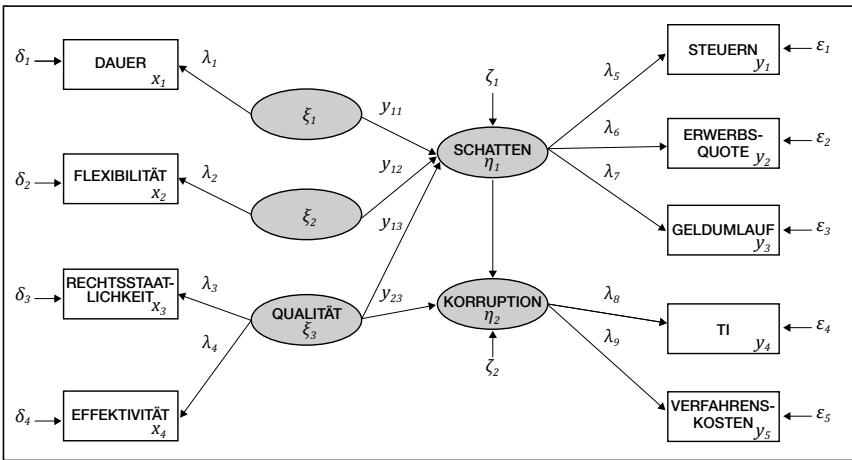 δ1
DAUER
x1
λ1
ξ1
y11
ζ1
SCHATTEN
η1
λ5
STEUERN
y1
ε1
λ6
ERWERBS-
QUOTE
y2
ε2
δ2
FLEXIBILITÄT
x2
λ2
ξ2
y12
y13
λ7
GELDUMLAUF
y3
ε3
δ3
RECHTSSTAAT-
LICHKEIT
x3
λ3
QUALITÄT
ξ3
y23
KORRUPTION
η2
ζ2
λ8
TI
y4
ε4
δ4
EFFEKTIVITÄT
x4
λ4
λ9
VERFAHRENS-
KOSTEN
y5
ε5